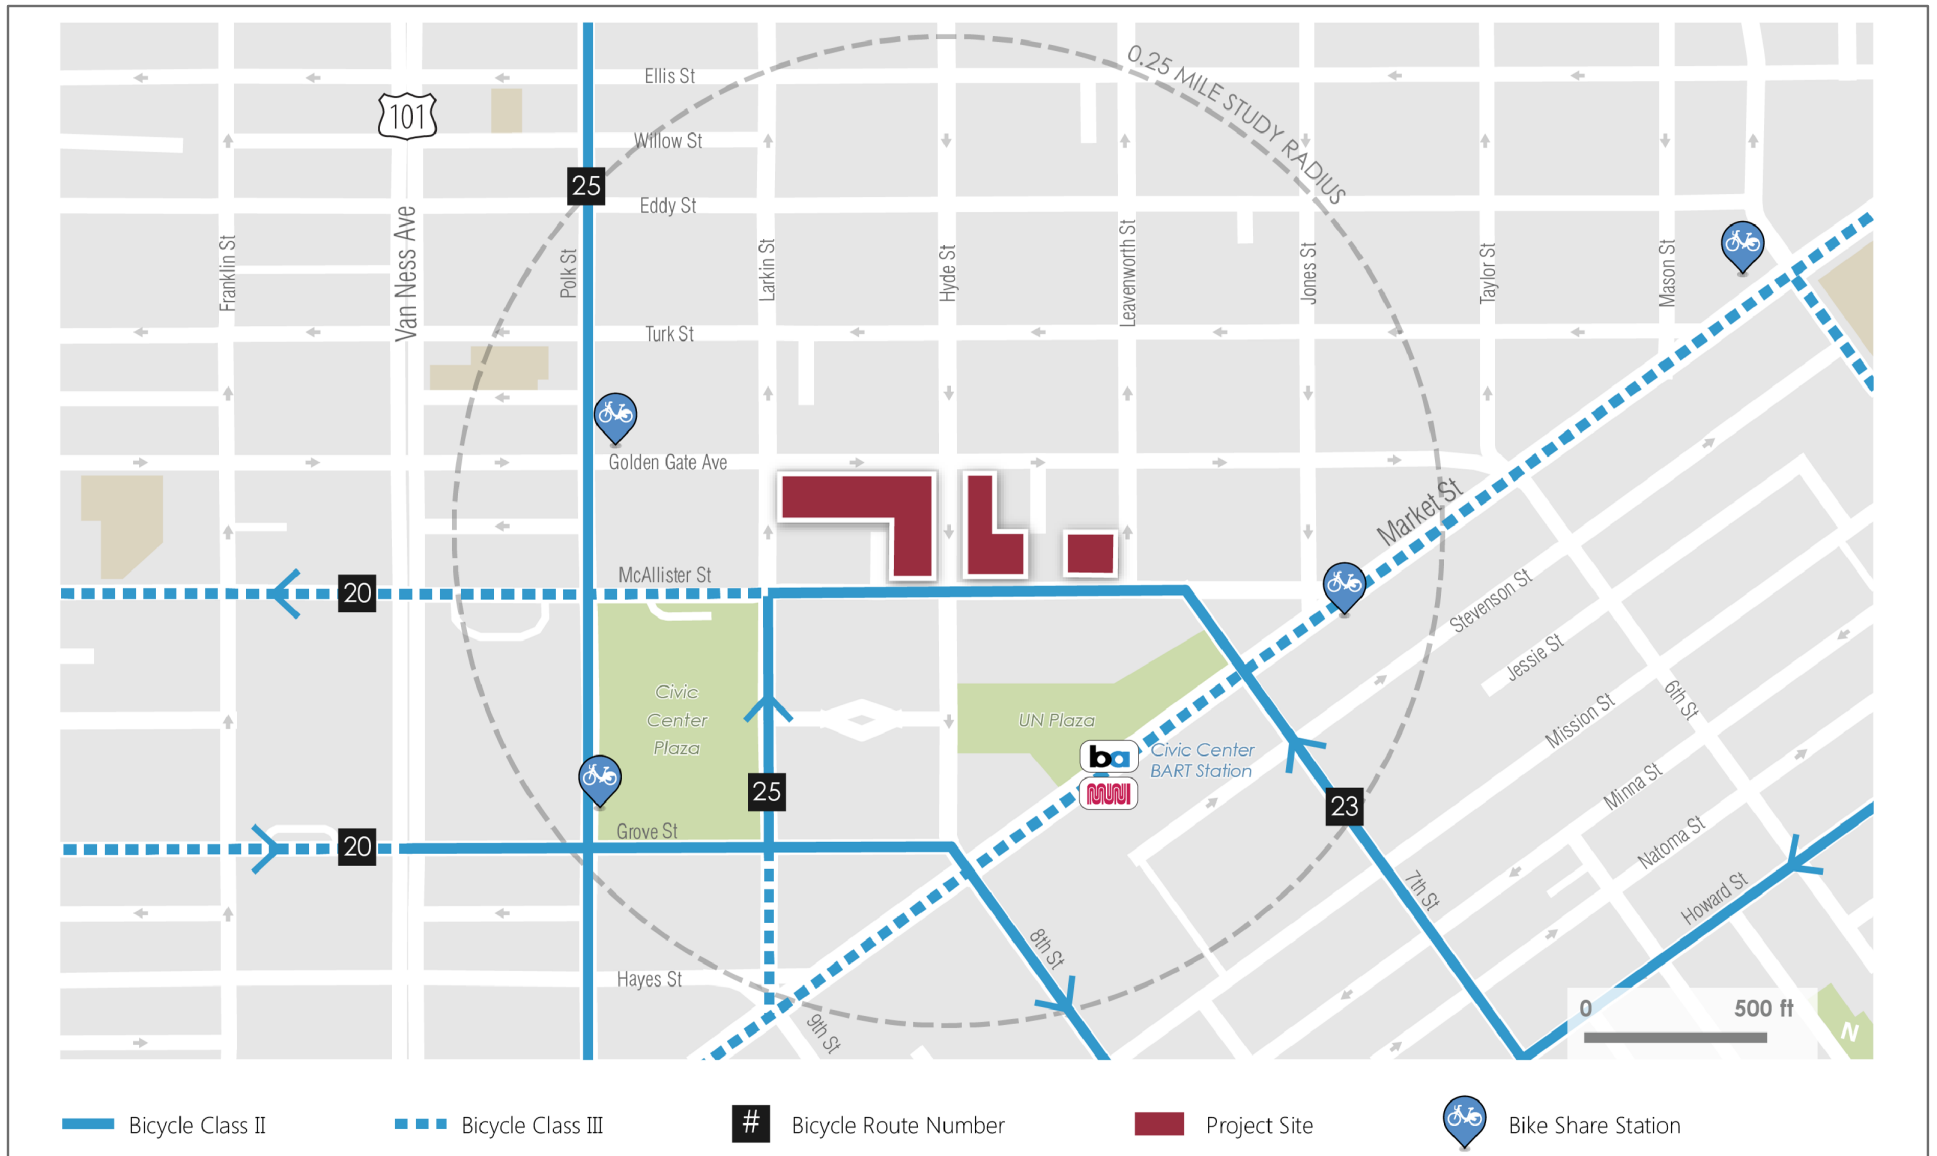 Ellis St
0.25 MILE STUDY RADIUS
101
Willow St
25
Eddy St
Franklin St
Van Ness Ave
Polk St
Larkin St
Hyde St
Leavenworth St
Jones St
Taylor St
Mason St
Turk St
Golden Gate Ave
Market St
McAllister St
20
Stevenson St
Jessie St
6th St
Civic
Center
Plaza
UN Plaza
Mission St
ba
Civic Center
BART Station
MUNI
25
23
Minna St
Grove St
20
Natoma St
7th St
Howard St
8th St
Hayes St
9th St
0 500 ft
N
Bicycle Class II
Bicycle Class III
# Bicycle Route Number
Project Site
Bike Share Station